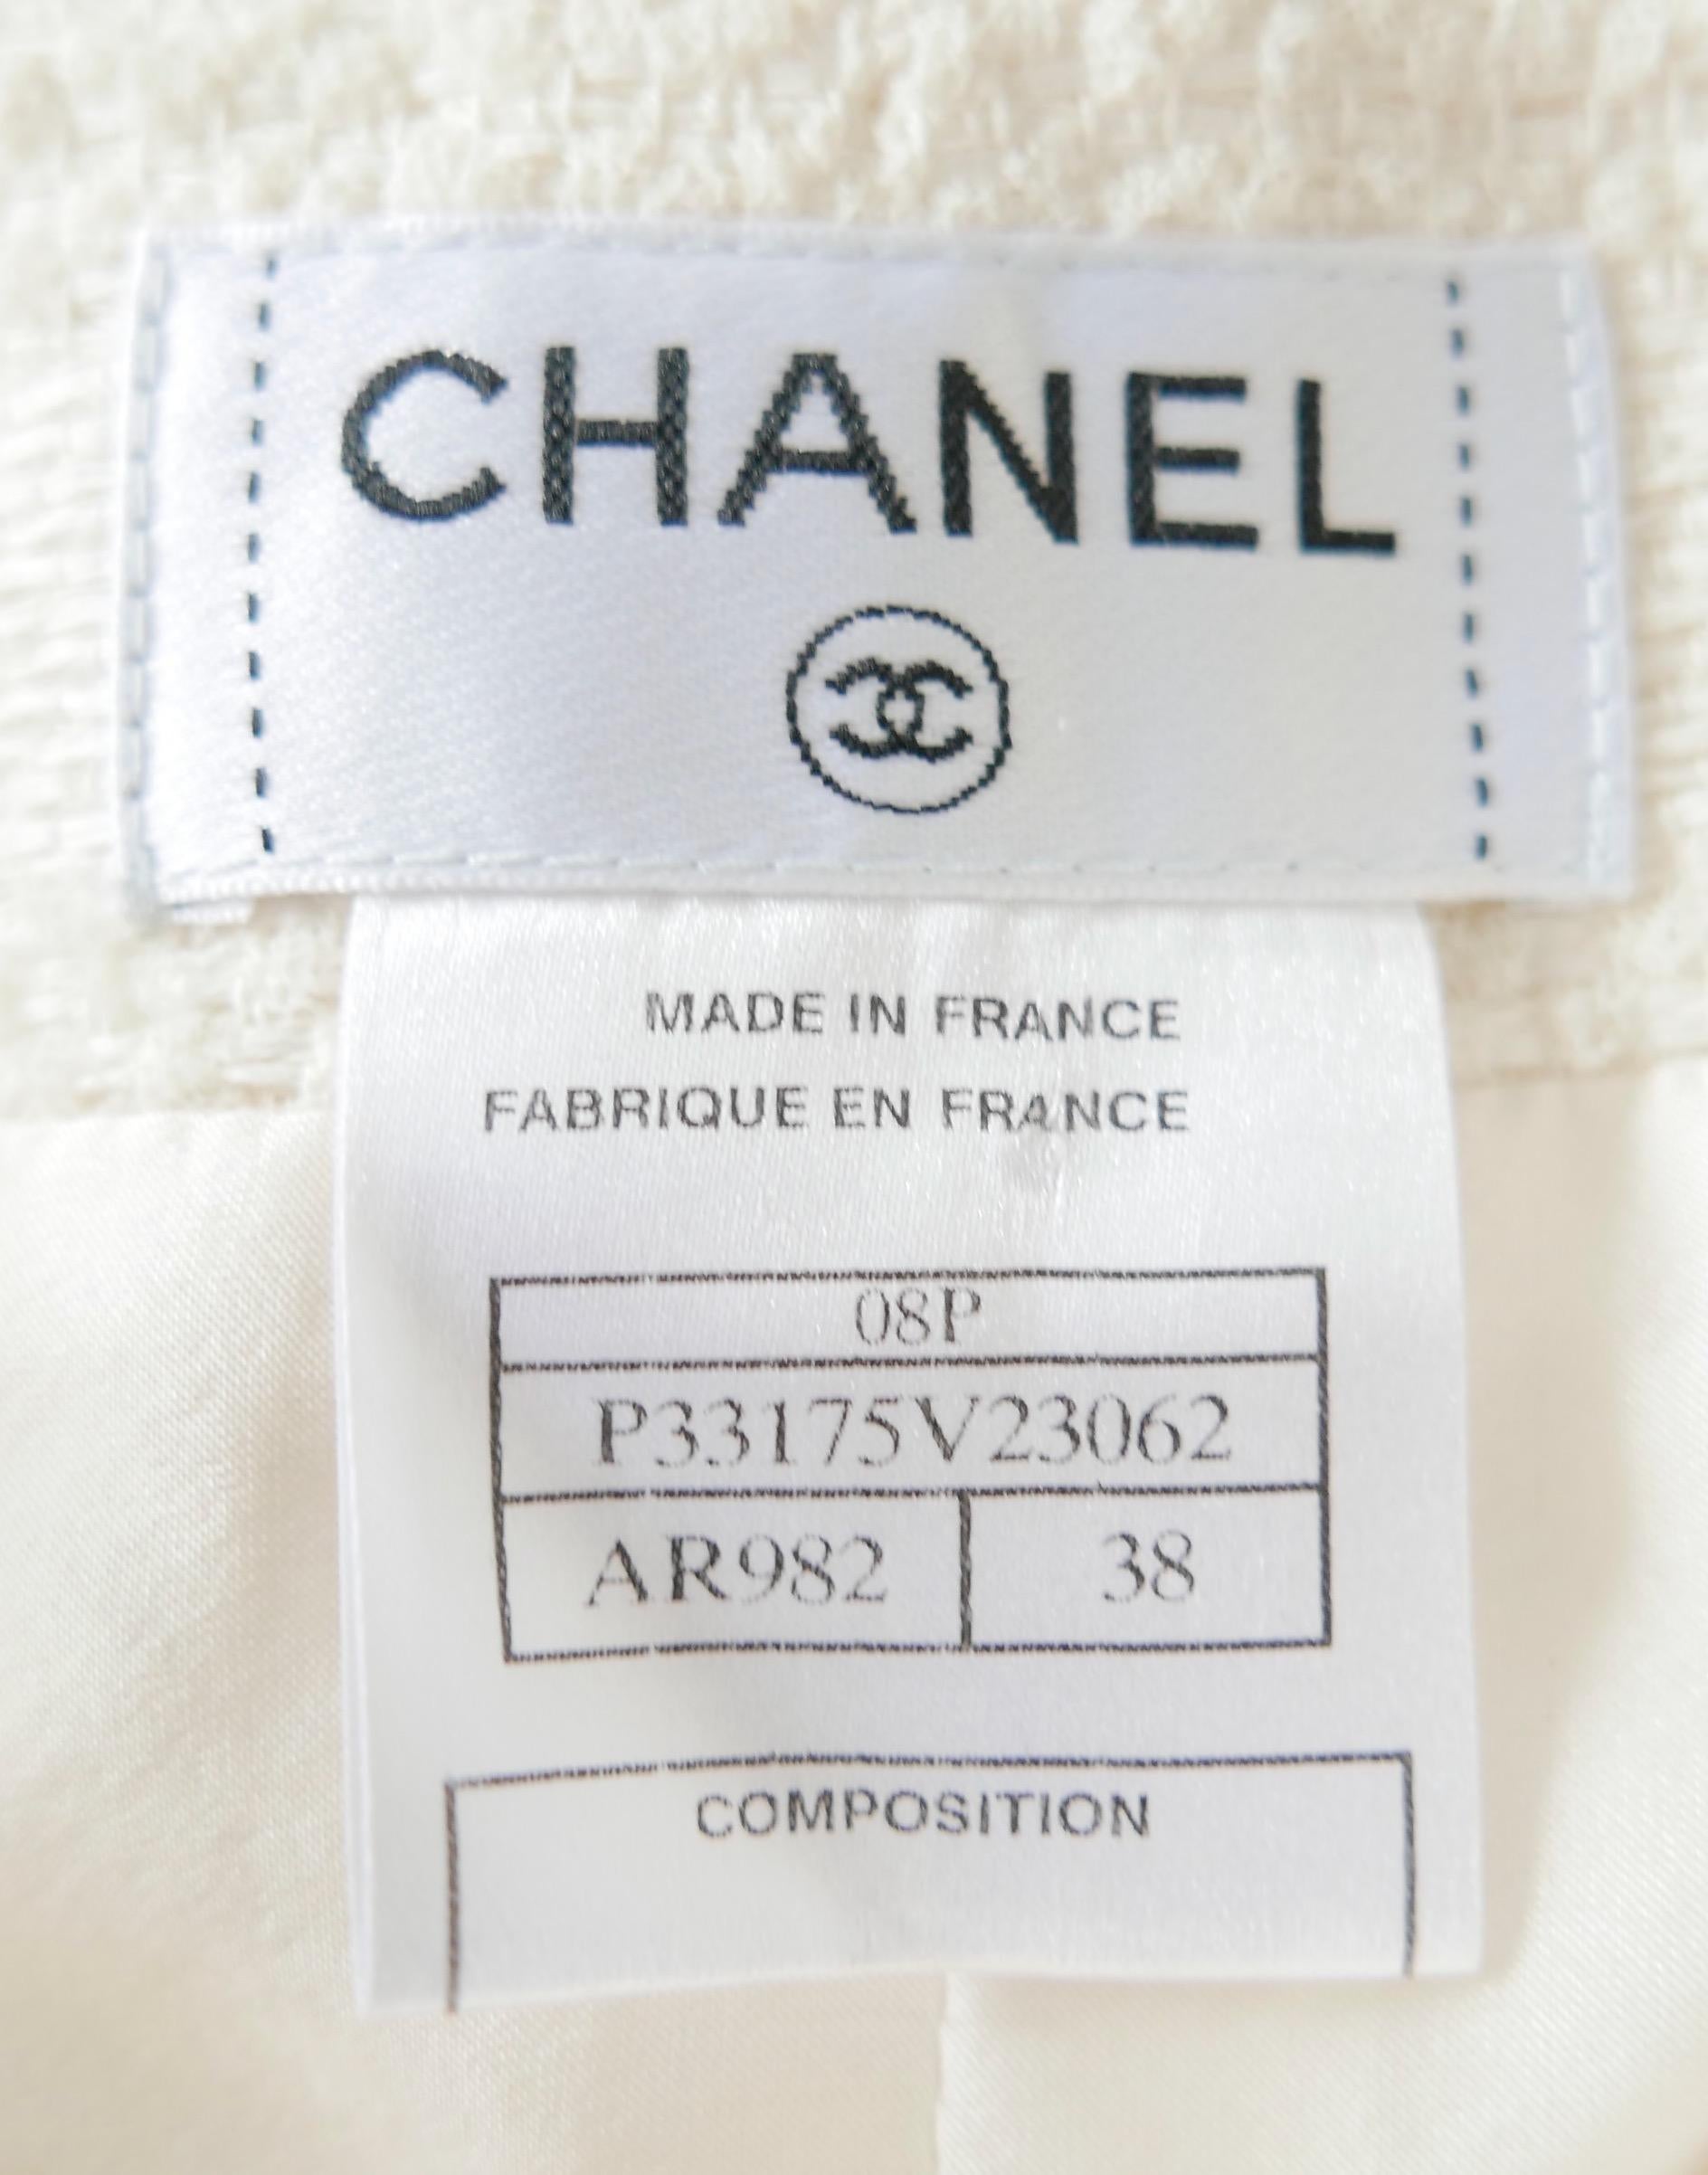 CHANEL
MADE IN FRANCE
FABRIQUE EN FRANCE
08P
P33175V23062
AR982 38
COMPOSITION